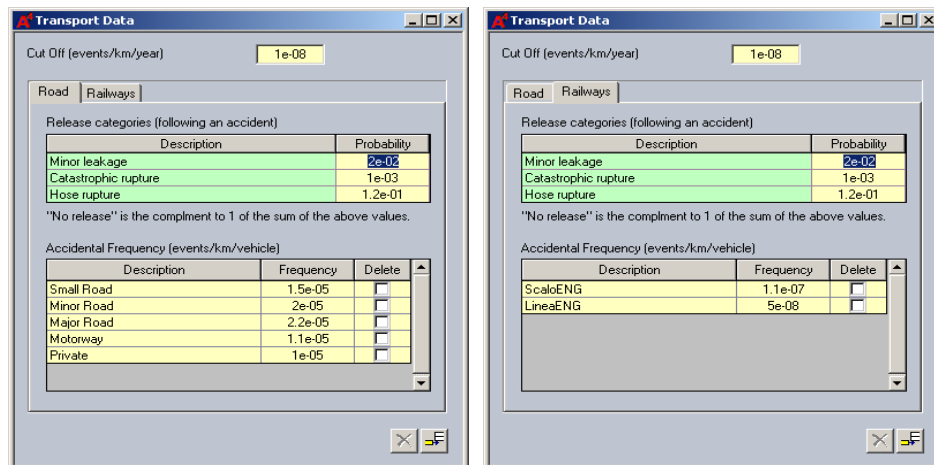 Transport Data
Cut Off (events/km/year) 1e-08
Road Railways
Release categories (following an accident)
Description Probability
Minor leakage 2e-02
Catastrophic rupture 1e-03
Hose rupture 1.2e-01
"No release" is the complment to 1 of the sum of the above values.
Accidental Frequency (events/km/vehicle)
Description Frequency Delete
Small Road 1.5e-05
Minor Road 2e-05
Major Road 2.2e-05
Motorway 1.1e-05
Private 1e-05
Transport Data
Cut Off (events/km/year) 1e-08
Road Railways
Release categories (following an accident)
Description Probability
Minor leakage 2e-02
Catastrophic rupture 1e-03
Hose rupture 1.2e-01
"No release" is the complment to 1 of the sum of the above values.
Accidental Frequency (events/km/vehicle)
Description Frequency Delete
ScaloENG 1.1e-07
LineaENG 5e-08